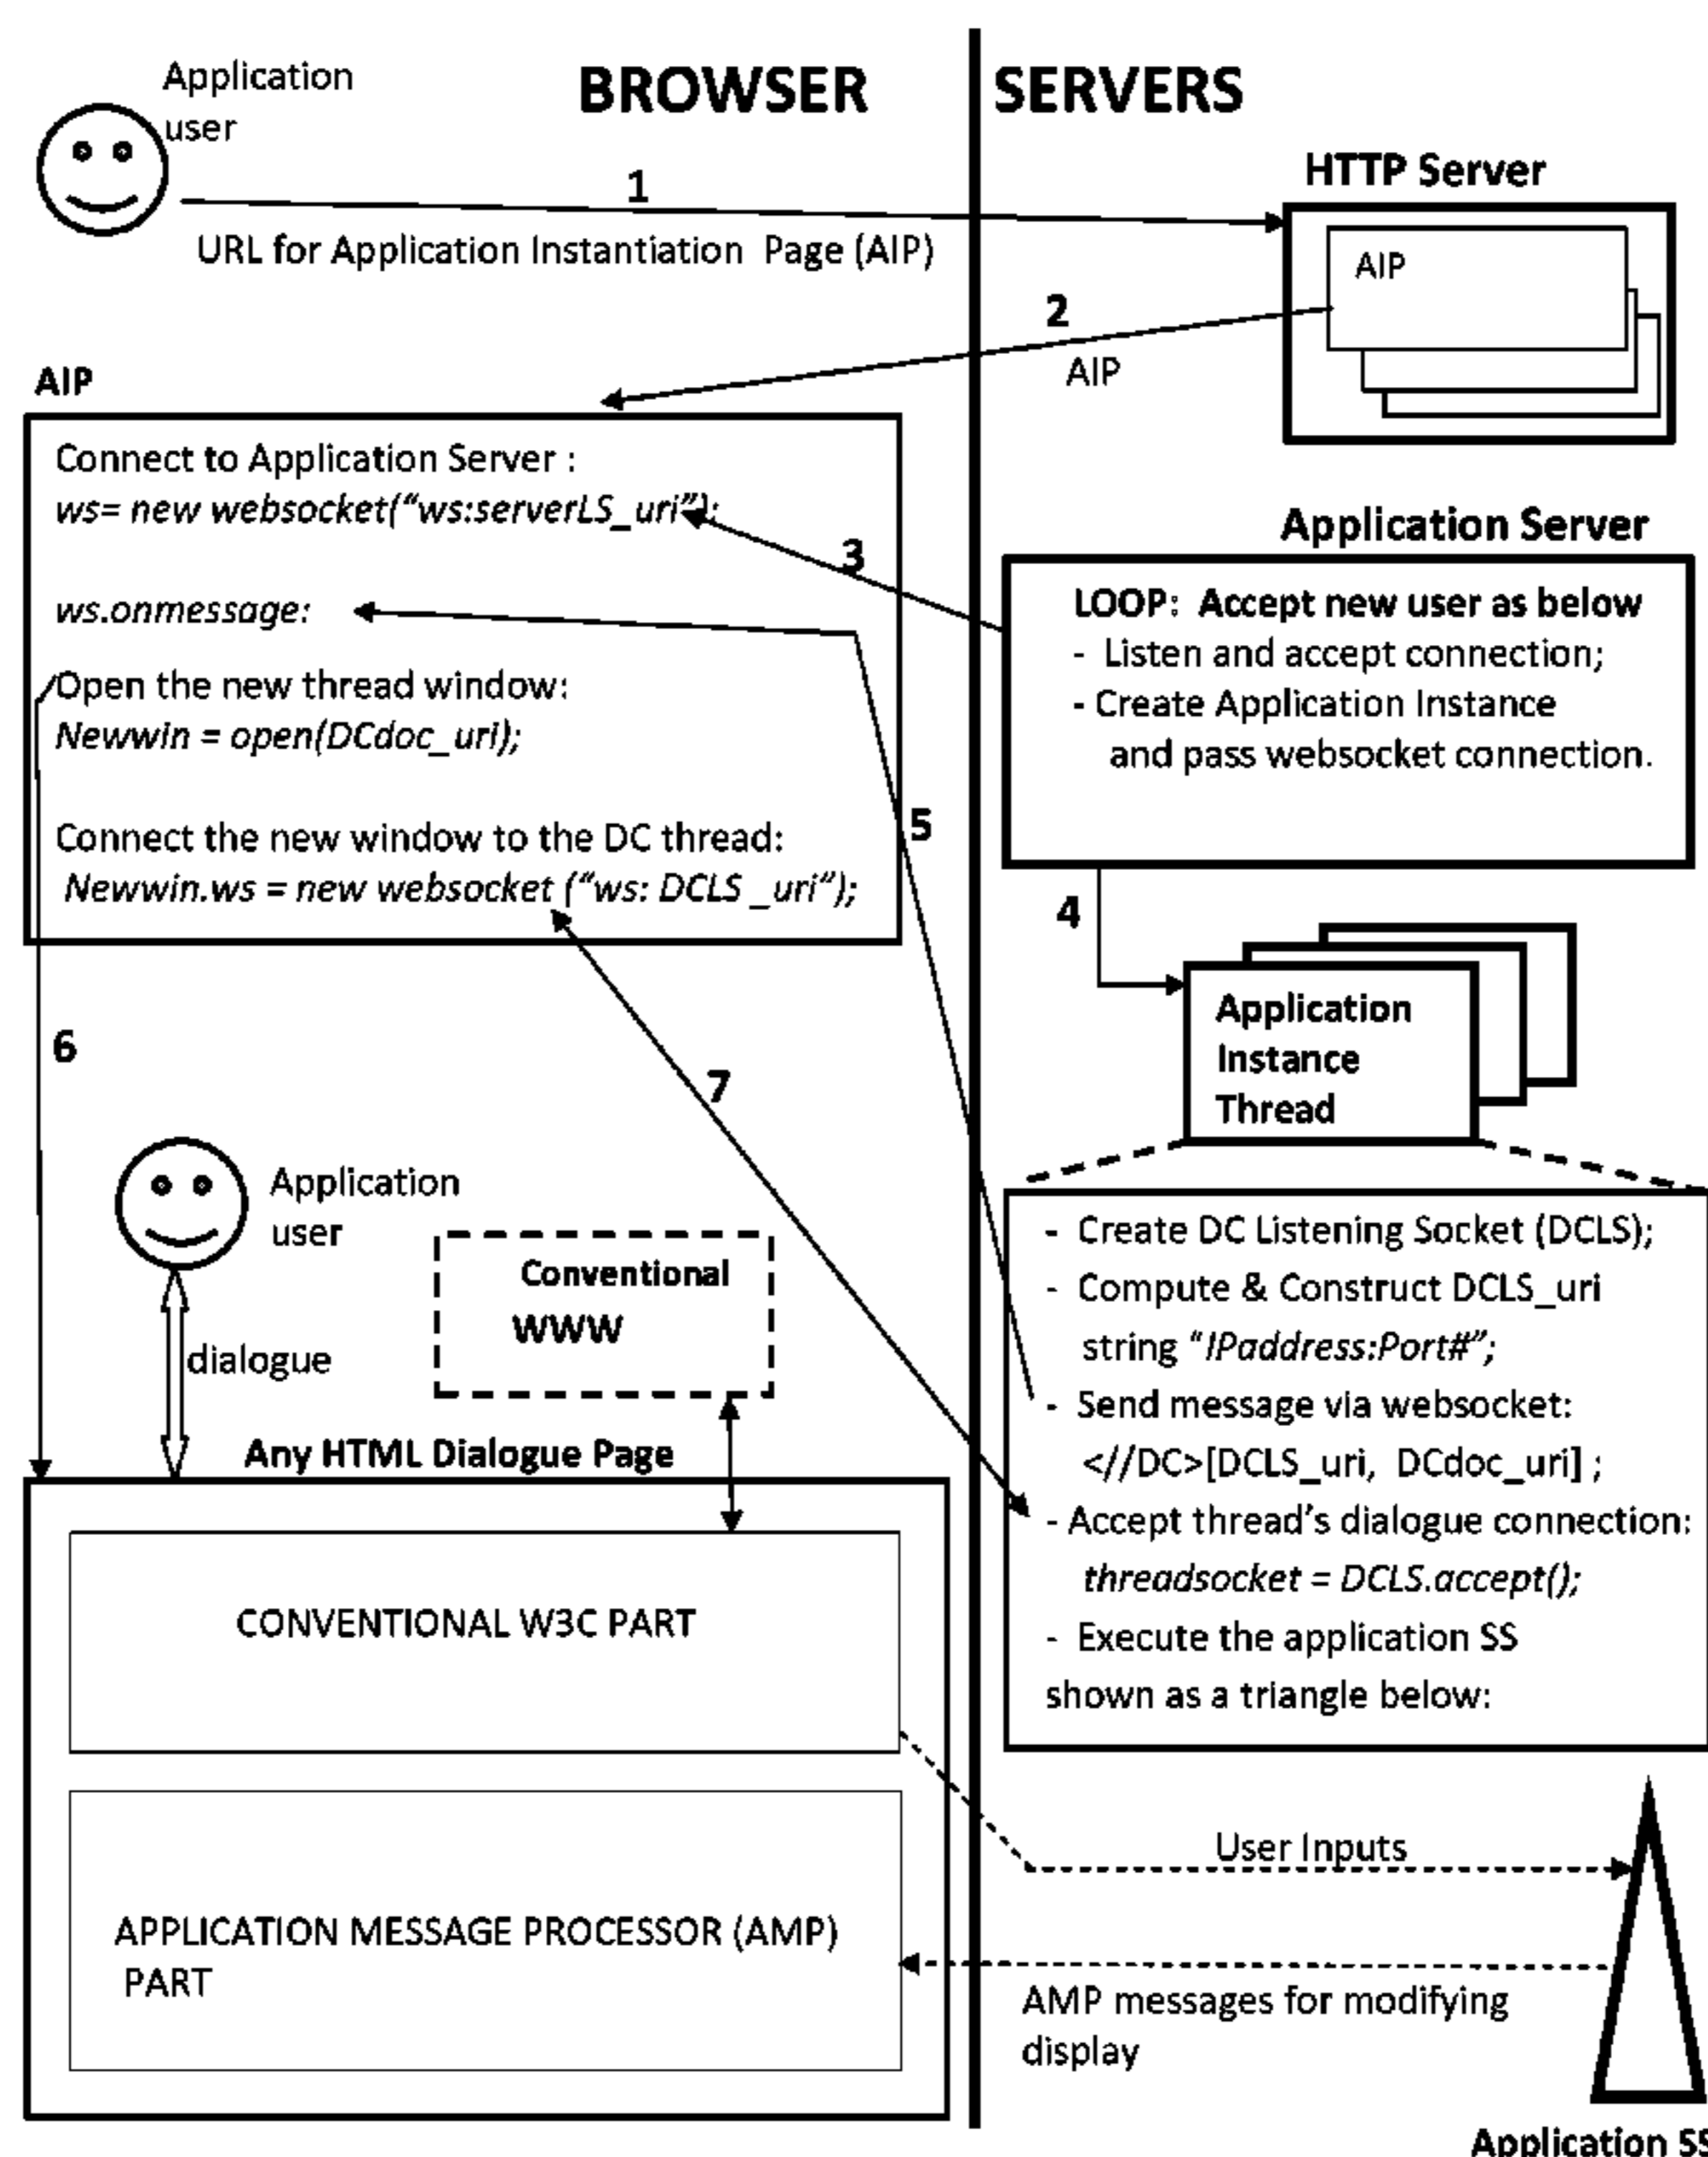 Application
user
BROWSER
SERVERS
1
URL for Application Instantiation Page (AIP)
HTTP Server
AIP
2
AIP
AIP
Connect to Application Server :
ws= new websocket("ws:serverLS_uri");
3
ws.onmessage:
Open the new thread window:
Newwin = open(DCdoc_uri);
Connect the new window to the DC thread:
Newwin.ws = new websocket ("ws: DCLS _uri");
Application Server
LOOP: Accept new user as below
- Listen and accept connection;
- Create Application Instance
and pass websocket connection.
5
4
Application
Instance
Thread
6
7
- Create DC Listening Socket (DCLS);
- Compute & Construct DCLS_uri
string "IPaddress:Port#";
- Send message via websocket:
<//DC>[DCLS_uri, DCdoc_uri] ;
- Accept thread's dialogue connection:
threadsocket = DCLS.accept();
- Execute the application SS
shown as a triangle below:
Application
user
dialogue
Conventional
WWW
Any HTML Dialogue Page
CONVENTIONAL W3C PART
APPLICATION MESSAGE PROCESSOR (AMP)
PART
User Inputs
AMP messages for modifying
display
Application SS